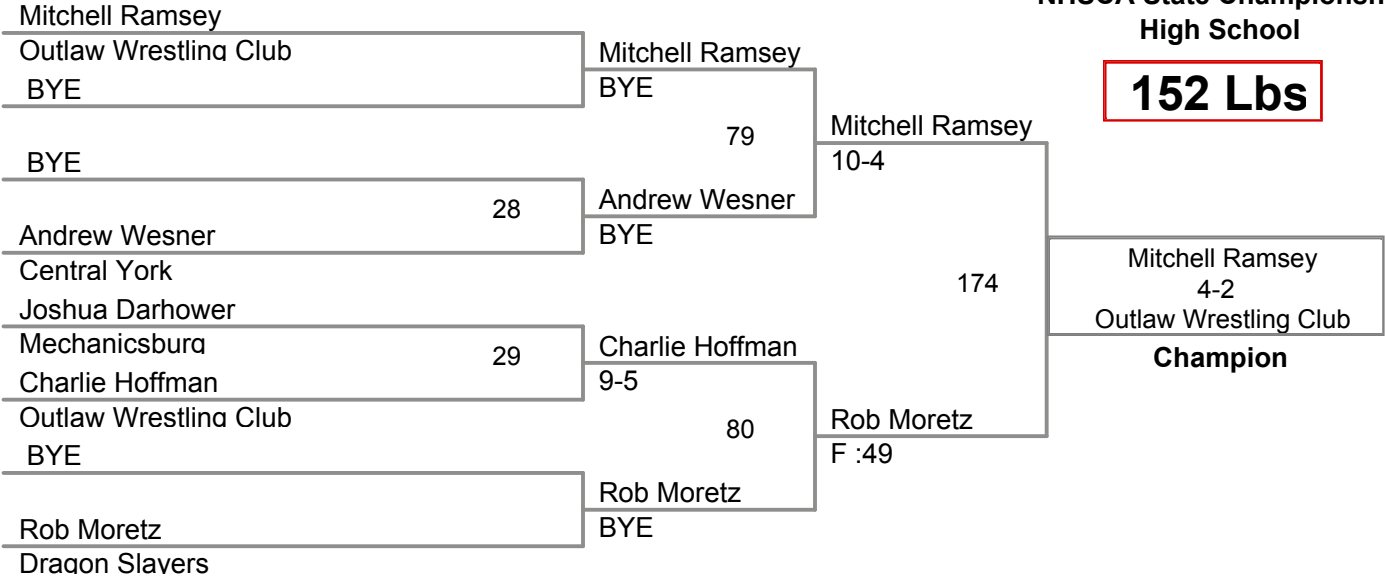 Mitchell Ramsey
Outlaw Wrestling Club
BYE
BYE
28
Andrew Wesner
Central York
Joshua Darhower
Mechanicsburg
29
Charlie Hoffman
Outlaw Wrestling Club
BYE
Rob Moretz
Dragon Slayers
Mitchell Ramsey
BYE
79
Andrew Wesner
BYE
Charlie Hoffman
9-5
80
Rob Moretz
BYE
Mitchell Ramsey
10-4
174
Rob Moretz
F :49
NHSCA State
High School
152 Lbs
Mitchell Ramsey
4-2
Outlaw Wrestling Club
Champion